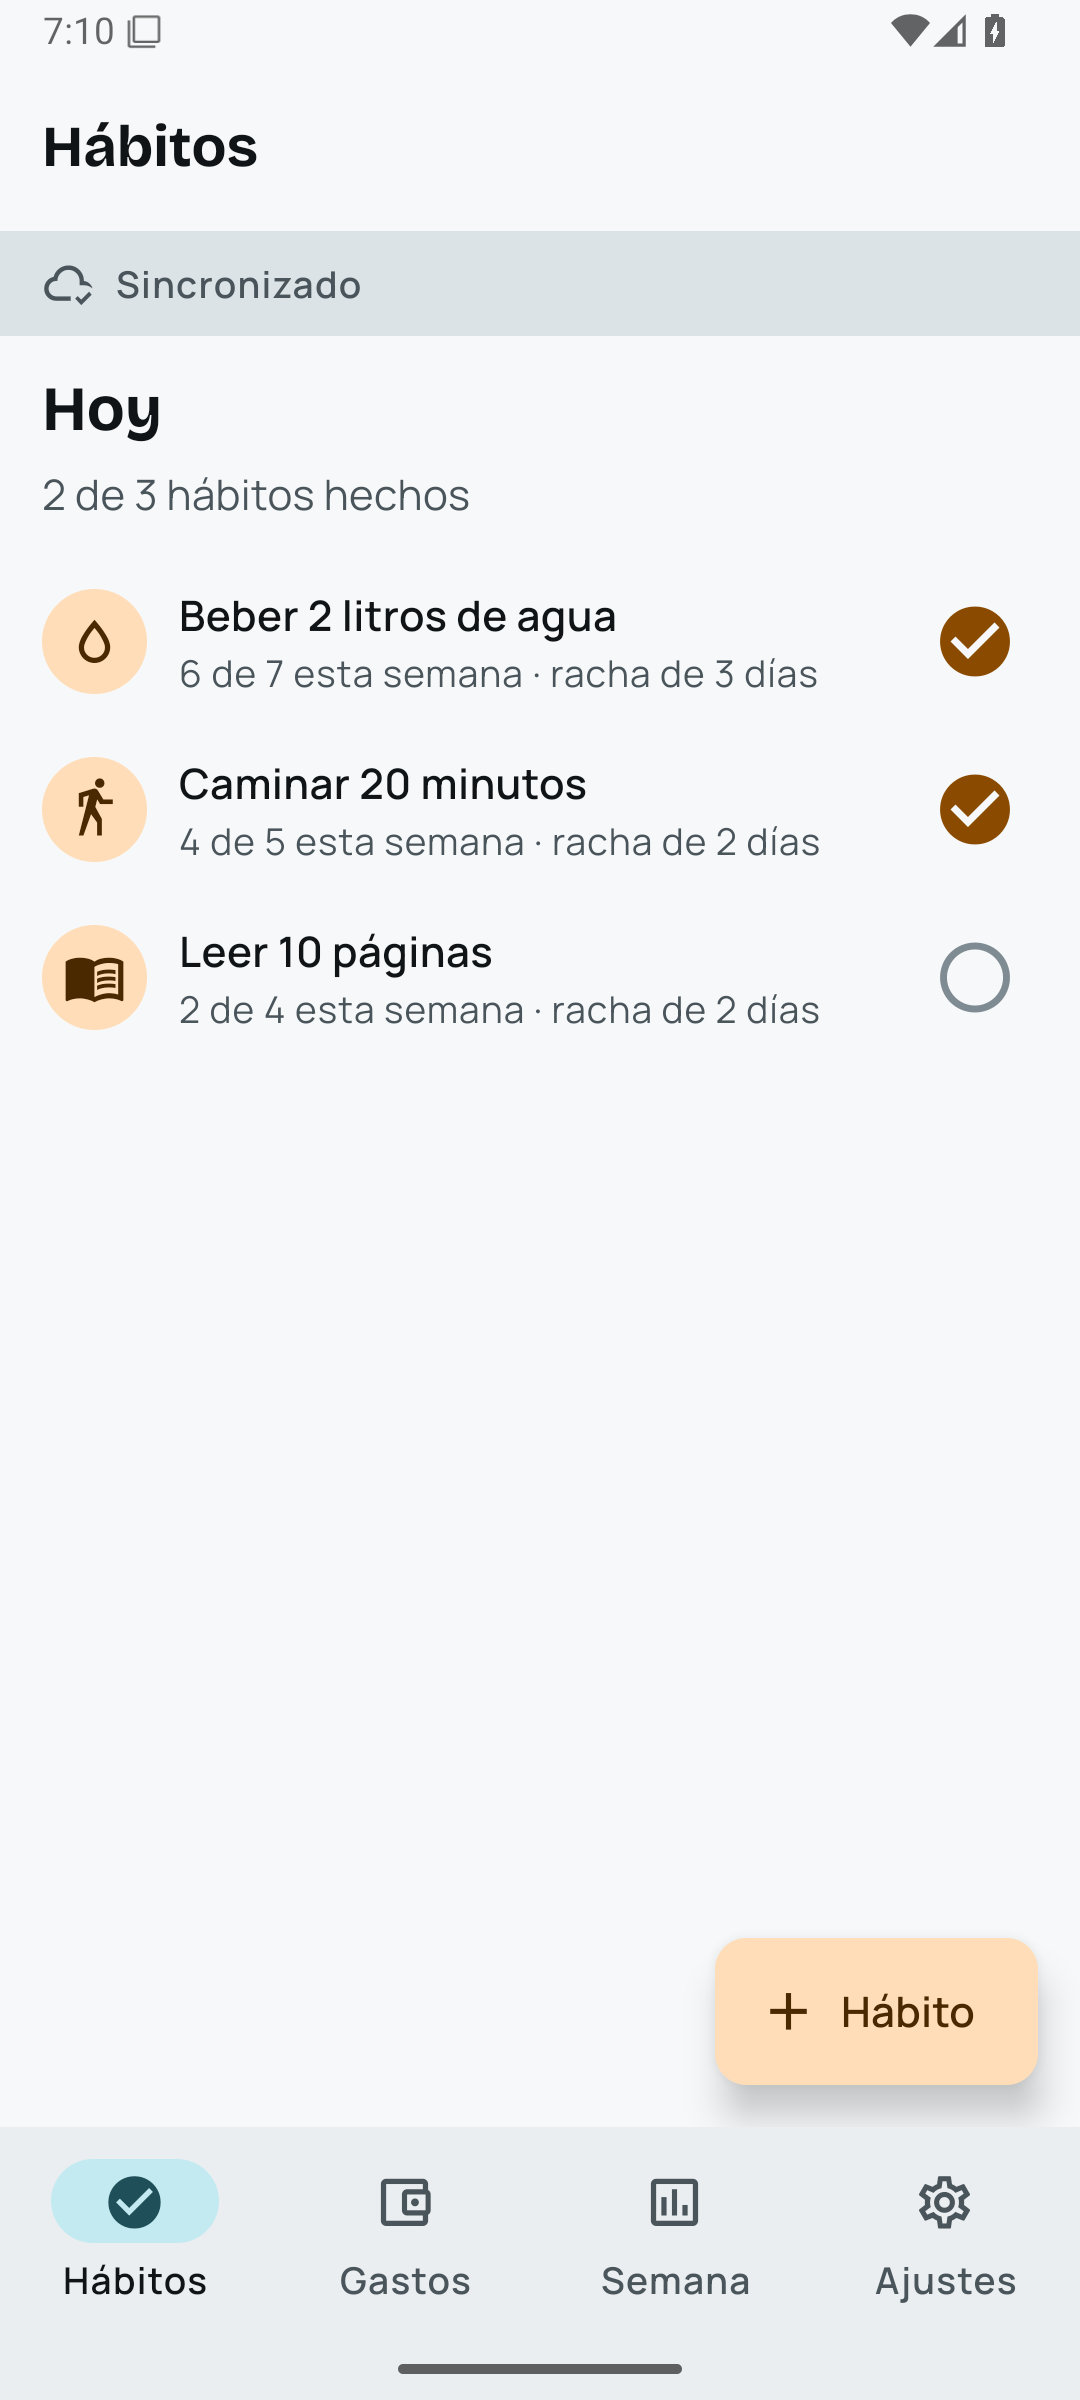 7:10
Hábitos
Sincronizado
Hoy
2 de 3 hábitos hechos
Beber 2 litros de agua
6 de 7 esta semana · racha de 3 días
Caminar 20 minutos
4 de 5 esta semana · racha de 2 días
Leer 10 páginas
2 de 4 esta semana · racha de 2 días
+ Hábito
Hábitos Gastos Semana Ajustes